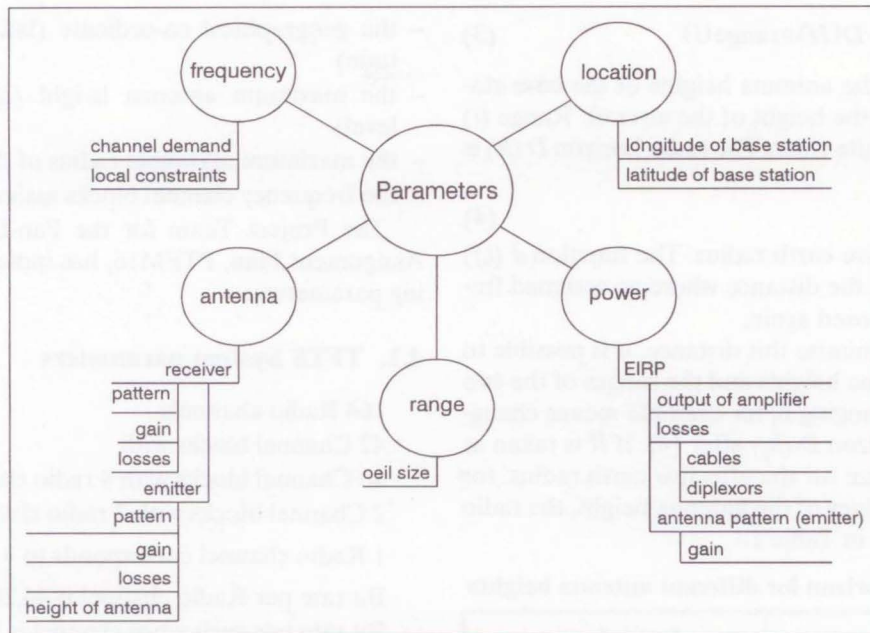 frequency
location
channel demand
local constraints
Parameters
longitude of base station
latitude of base station
antenna
power
range
receiver
pattern
gain
losses
emitter
pattern
gain
losses
height of antenna
oeil size
EIRP
output of amplifier
losses
cables
diplexors
antenna pattern (emitter)
gain